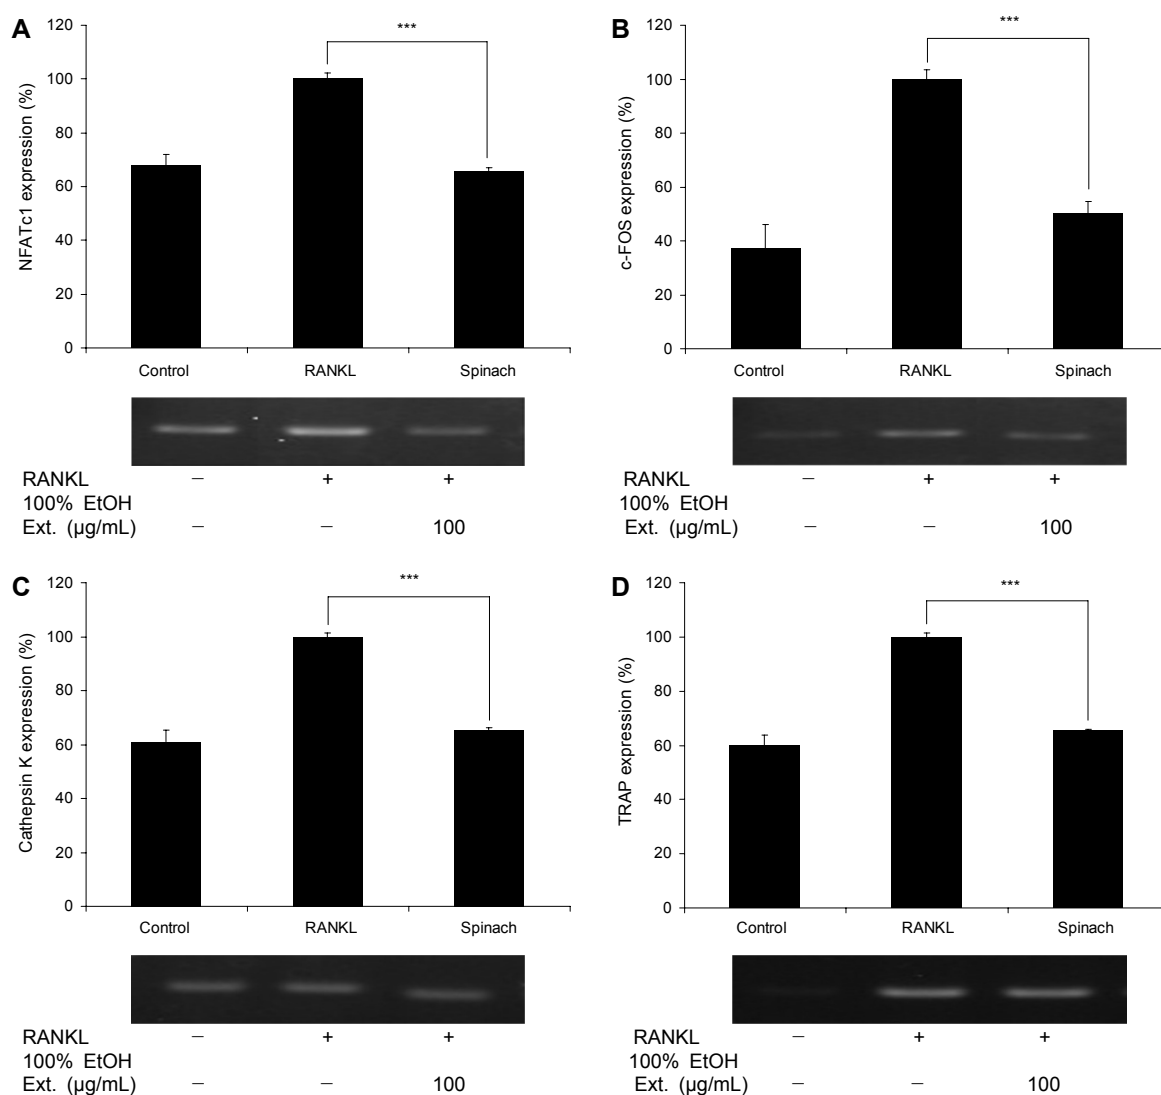 A
NFATc1 expression (%)
120
100
80
60
40
20
0
***
Control RANKL Spinach
RANKL − + +
100% EtOH
Ext. (µg/mL) − − 100
B
c-FOS expression (%)
120
100
80
60
40
20
0
***
Control RANKL Spinach
RANKL − + +
100% EtOH
Ext. (µg/mL) − − 100
C
Cathepsin K expression (%)
120
100
80
60
40
20
0
***
Control RANKL Spinach
RANKL − + +
100% EtOH
Ext. (µg/mL) − − 100
D
TRAP expression (%)
120
100
80
60
40
20
0
***
Control RANKL Spinach
RANKL − + +
100% EtOH
Ext. (µg/mL) − − 100